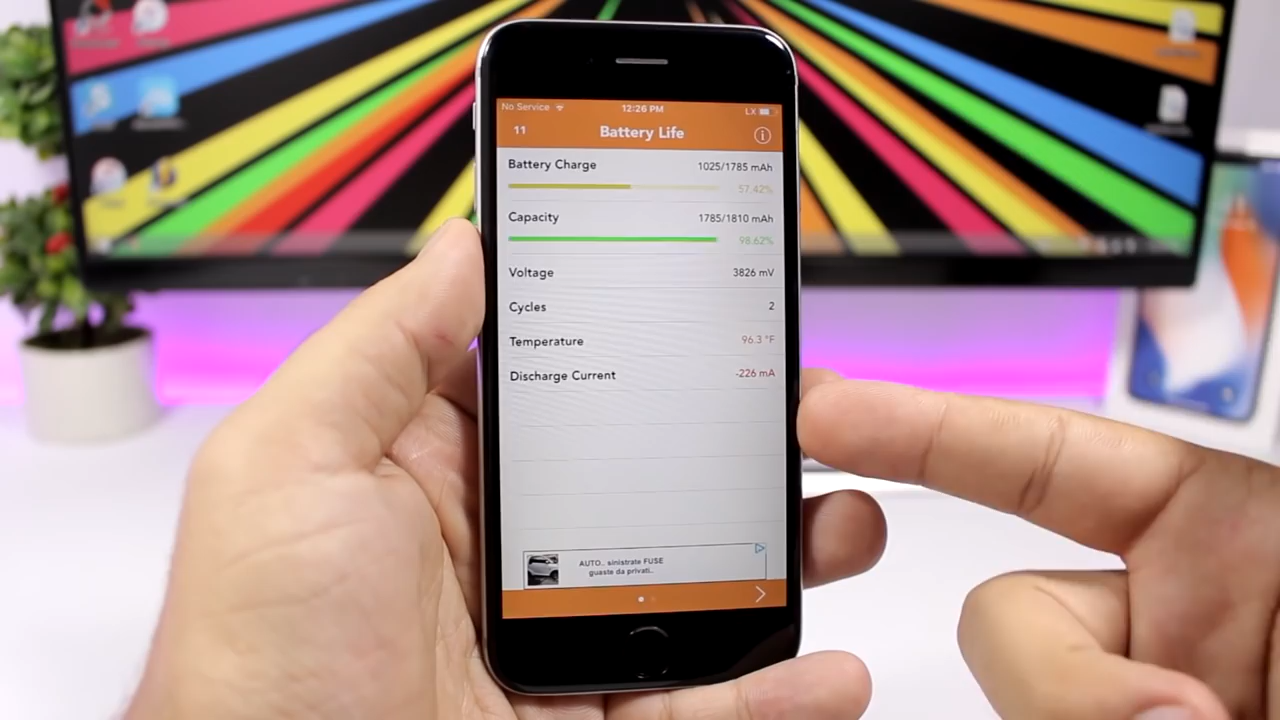 No Service 12:26 PM LX
11 Battery Life
Battery Charge 1025/1785 mAh
57.42%
Capacity 1785/1810 mAh
98.62%
Voltage 3826 mV
Cycles 2
Temperature 96.3 °F
Discharge Current -226 mA
AUTO.. sinistrate FUSE
guaste da privati..